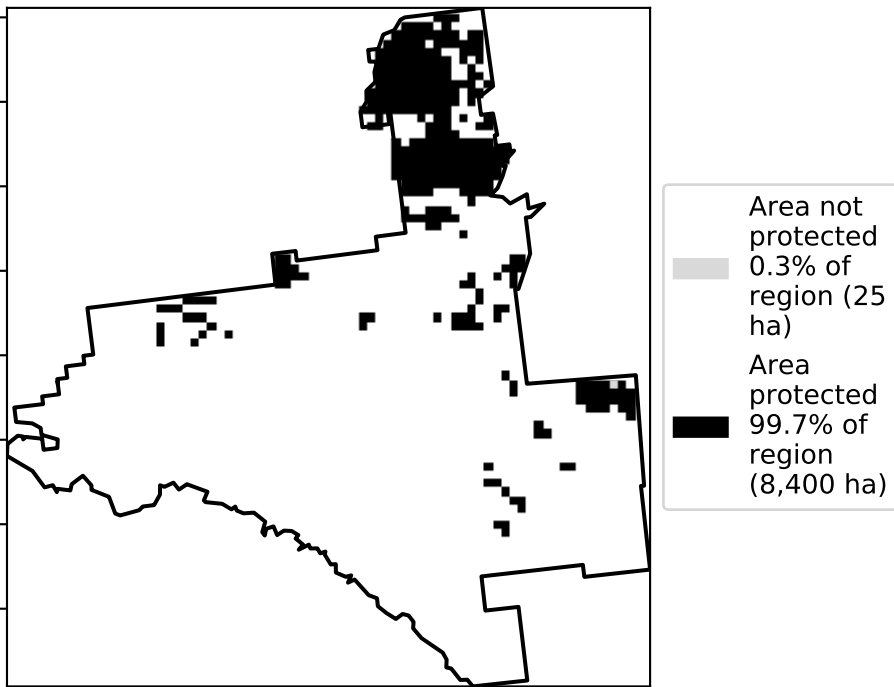 Area not
protected
0.3% of
region (25
ha)
Area
protected
99.7% of
region
(8,400 ha)